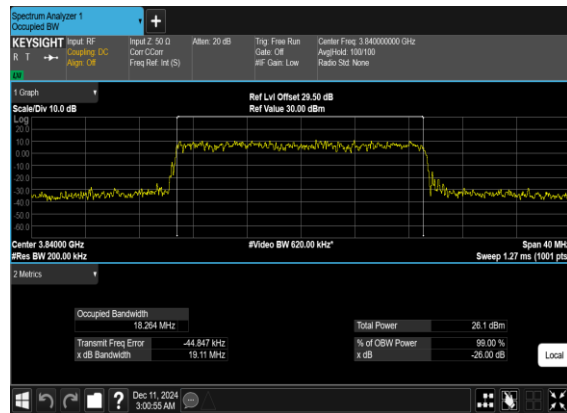 Spectrum Analyzer 1
Occupied BW
KEYSIGHT Input: RF Input Z: 50 Ω Atten: 20 dB Trig: Free Run Center Freq: 3.840000000 GHz
R T Coupling: DC Corr CCorr Gate: Off Avg|Hold: 100/100
Align: Off Freq Ref: Int (S) #IF Gain: Low Radio Std: None
1 Graph
Scale/Div 10.0 dB
Ref Lvl Offset 29.50 dB
Ref Value 30.00 dBm
Log
20.0
10.0
0.00
-10.0
-20.0
-30.0
-40.0
-50.0
-60.0
Center 3.84000 GHz #Video BW 620.00 kHz* Span 40 MHz
#Res BW 200.00 kHz Sweep 1.27 ms (1001 pts
2 Metrics
Occupied Bandwidth
18.264 MHz Total Power 26.1 dBm
Transmit Freq Error -44.847 kHz % of OBW Power 99.00 %
x dB Bandwidth 19.11 MHz x dB -26.00 dB
Local
? Dec 11, 2024
3:00:55 AM